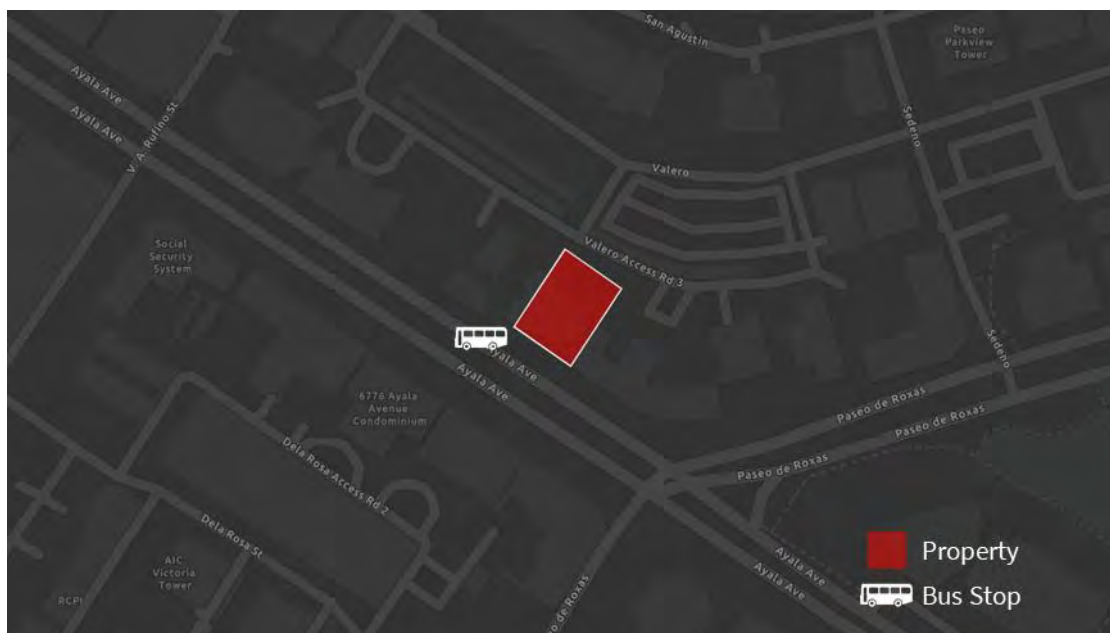 San Agustin
Paseo
Parkview
Tower
Ayala Ave
Ayala Ave
V. A. Rufino St
Sedeno
Valero
Social
Security
System
Valero Access Rd 3
Ayala Ave
Ayala Ave
Sedeno
6776 Ayala
Avenue
Condominium
Paseo de Roxas
Paseo de Roxas
Paseo de Roxas
Dela Rosa Access Rd 2
Dela Rosa St
AIC
Victoria
Tower
RCPI
Ayala Ave
Ayala Ave
o de Roxas
Property
Bus Stop